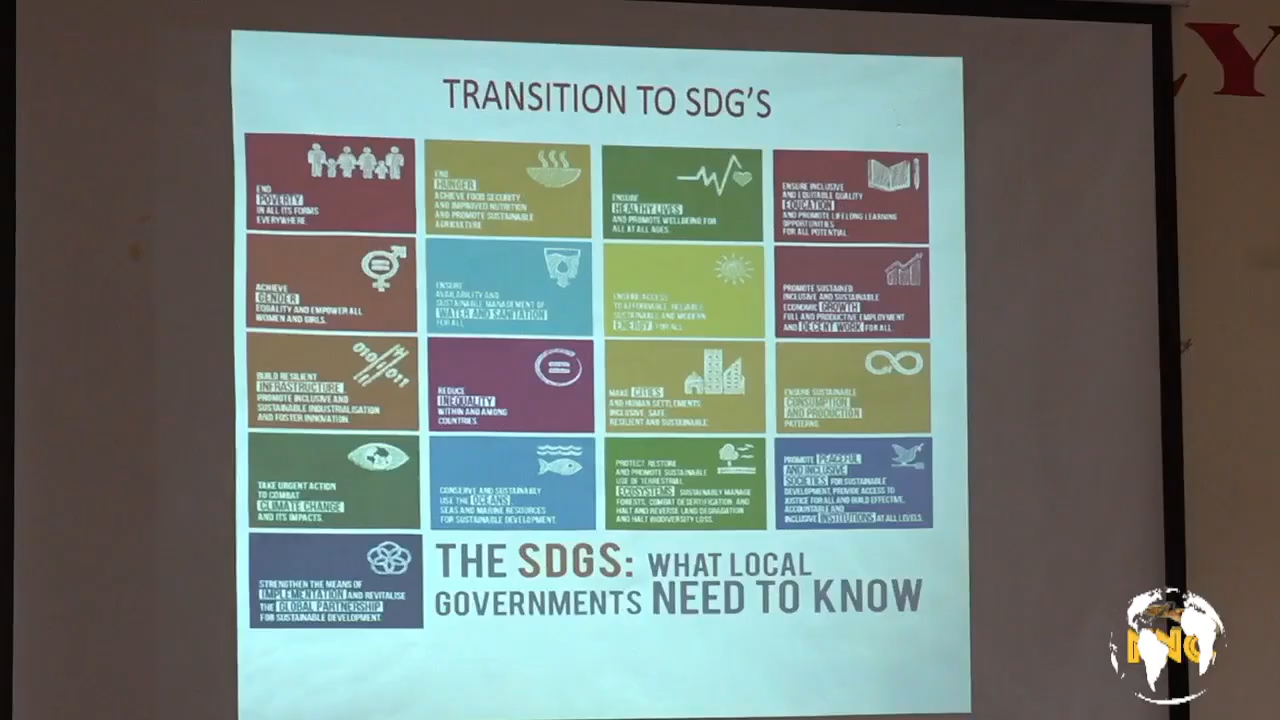 TRANSITION TO SDG'S
END
POVERTY
IN ALL ITS FORMS
EVERYWHERE.
END
HUNGER
ACHIEVE FOOD SECURITY
AND IMPROVED NUTRITION
AND PROMOTE SUSTAINABLE
AGRICULTURE.
ENSURE
HEALTHY LIVES
AND PROMOTE WELLBEING FOR
ALL AT ALL AGES.
ENSURE INCLUSIVE
AND EQUITABLE QUALITY
EDUCATION
AND PROMOTE LIFELONG LEARNING
OPPORTUNITIES
FOR ALL POTENTIAL.
ACHIEVE
GENDER
EQUALITY AND EMPOWER ALL
WOMEN AND GIRLS.
ENSURE
AVAILABILITY AND
SUSTAINABLE MANAGEMENT OF
WATER AND SANITATION
FOR ALL
ENSURE ACCESS
TO AFFORDABLE, RELIABLE,
SUSTAINABLE AND MODERN
ENERGY FOR ALL
PROMOTE SUSTAINED
INCLUSIVE AND SUSTAINABLE
ECONOMIC GROWTH
FULL AND PRODUCTIVE EMPLOYMENT
AND DECENT WORK FOR ALL.
010
011
BUILD RESILIENT
INFRASTRUCTURE
PROMOTE INCLUSIVE AND
SUSTAINABLE INDUSTRIALISATION
AND FOSTER INNOVATION.
REDUCE
INEQUALITY
WITHIN AND AMONG
COUNTRIES.
MAKE CITIES
AND HUMAN SETTLEMENTS
INCLUSIVE, SAFE,
RESILIENT AND SUSTAINABLE.
ENSURE SUSTAINABLE
CONSUMPTION
AND PRODUCTION
PATTERNS.
TAKE URGENT ACTION
TO COMBAT
CLIMATE CHANGE
AND ITS IMPACTS.
CONSERVE AND SUSTAINABLY
USE THE OCEANS,
SEAS AND MARINE RESOURCES
FOR SUSTAINABLE DEVELOPMENT.
PROTECT, RESTORE
AND PROMOTE SUSTAINABLE
USE OF TERRESTRIAL
ECOSYSTEMS, SUSTAINABLY MANAGE
FORESTS, COMBAT DESERTIFICATION, AND
HALT AND REVERSE LAND DEGRADATION
AND HALT BIODIVERSITY LOSS.
PROMOTE PEACEFUL
AND INCLUSIVE
SOCIETIES FOR SUSTAINABLE
DEVELOPMENT, PROVIDE ACCESS TO
JUSTICE FOR ALL AND BUILD EFFECTIVE,
ACCOUNTABLE AND
INCLUSIVE INSTITUTIONS AT ALL LEVELS.
STRENGTHEN THE MEANS OF
IMPLEMENTATION AND REVITALISE
THE GLOBAL PARTNERSHIP
FOR SUSTAINABLE DEVELOPMENT.
THE SDGS: WHAT LOCAL
GOVERNMENTS NEED TO KNOW